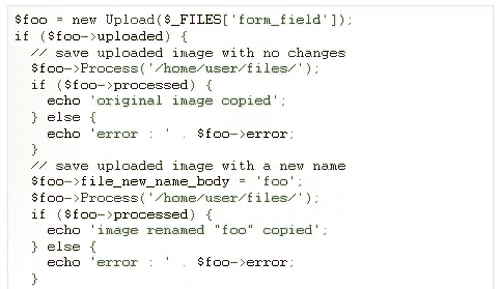 $foo = new Upload($_FILES['form_field']);
if ($foo->uploaded) {
// save uploaded image with no changes
$foo->Process('/home/user/files/');
if ($foo->processed) {
echo 'original image copied';
} else {
echo 'error : ' . $foo->error;
}
// save uploaded image with a new name
$foo->file_new_name_body = 'foo';
$foo->Process('/home/user/files/');
if ($foo->processed) {
echo 'image renamed "foo" copied';
} else {
echo 'error : ' . $foo->error;
}